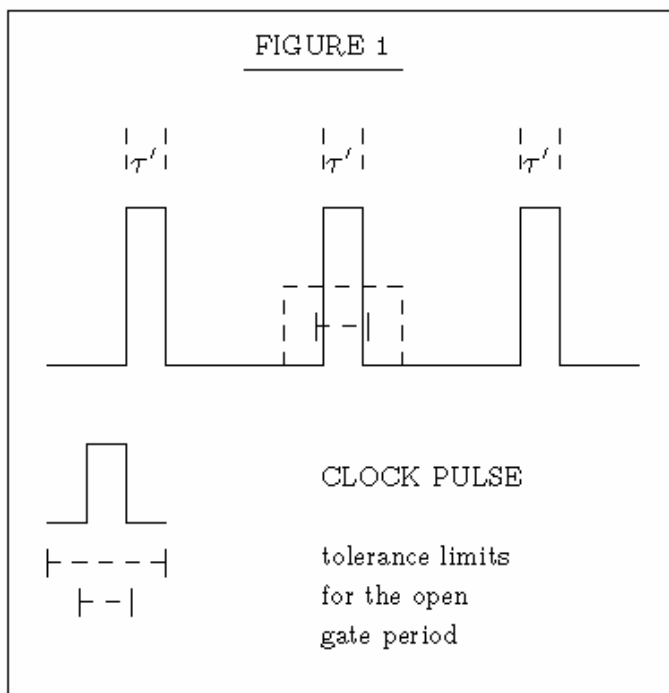 FIGURE 1
τ′ τ′ τ′
CLOCK PULSE
tolerance limits
for the open
gate period